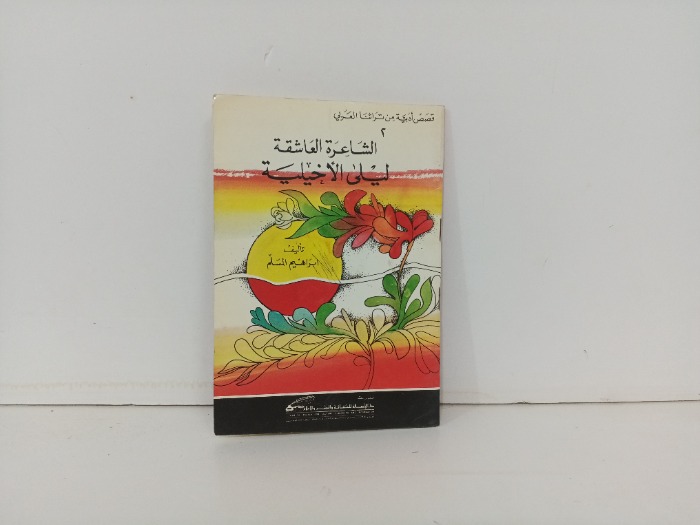 قصص أدبية من تراثنا العربي
٢
الشاعرة العاشقة
ليلى الأخيلية
تأليف
ابراهيم المسلم